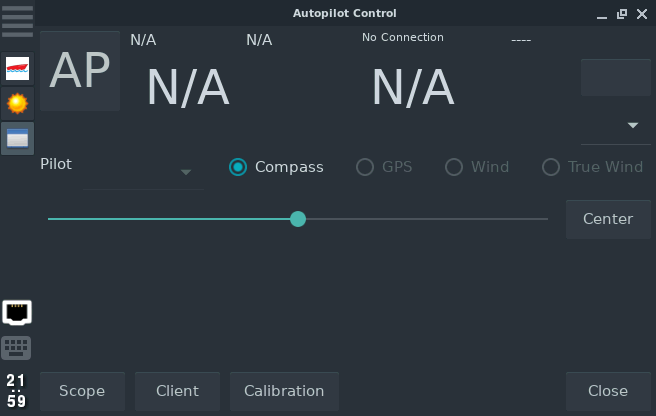 Autopilot Control
AP
N/A
N/A
No Connection
----
N/A
N/A
Pilot
Compass
GPS
Wind
True Wind
Center
21
59
Scope
Client
Calibration
Close